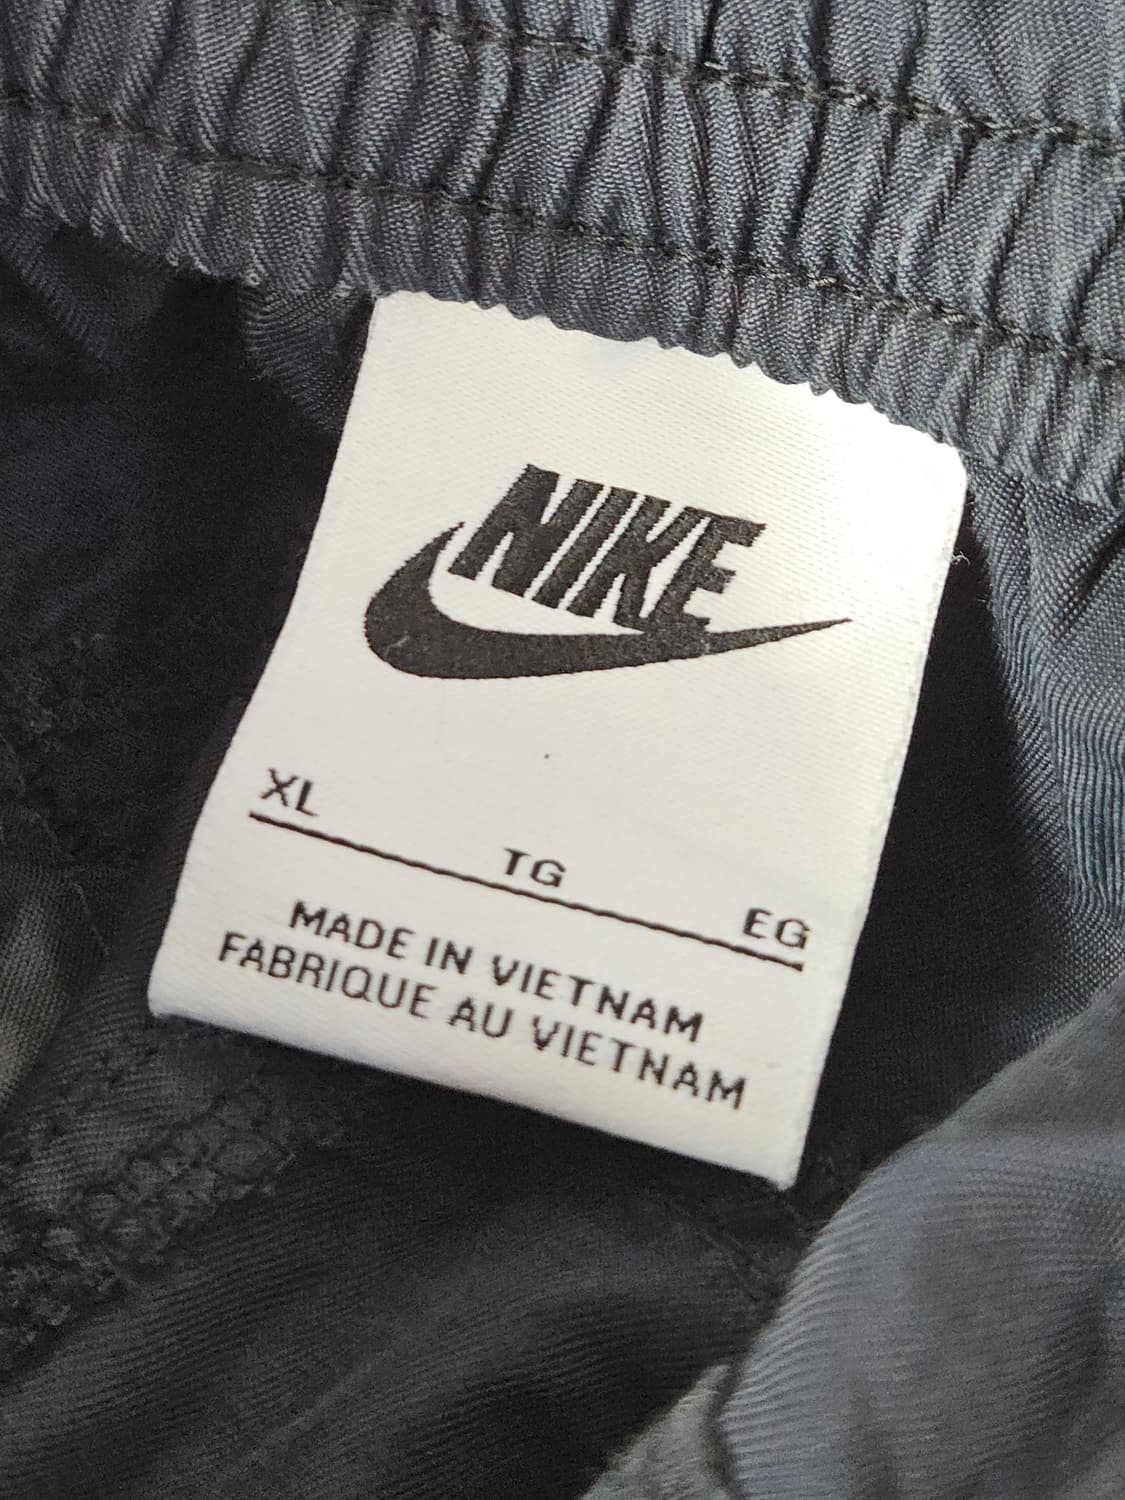 NIKE
XL TG EG
MADE IN VIETNAM
FABRIQUE AU VIETNAM